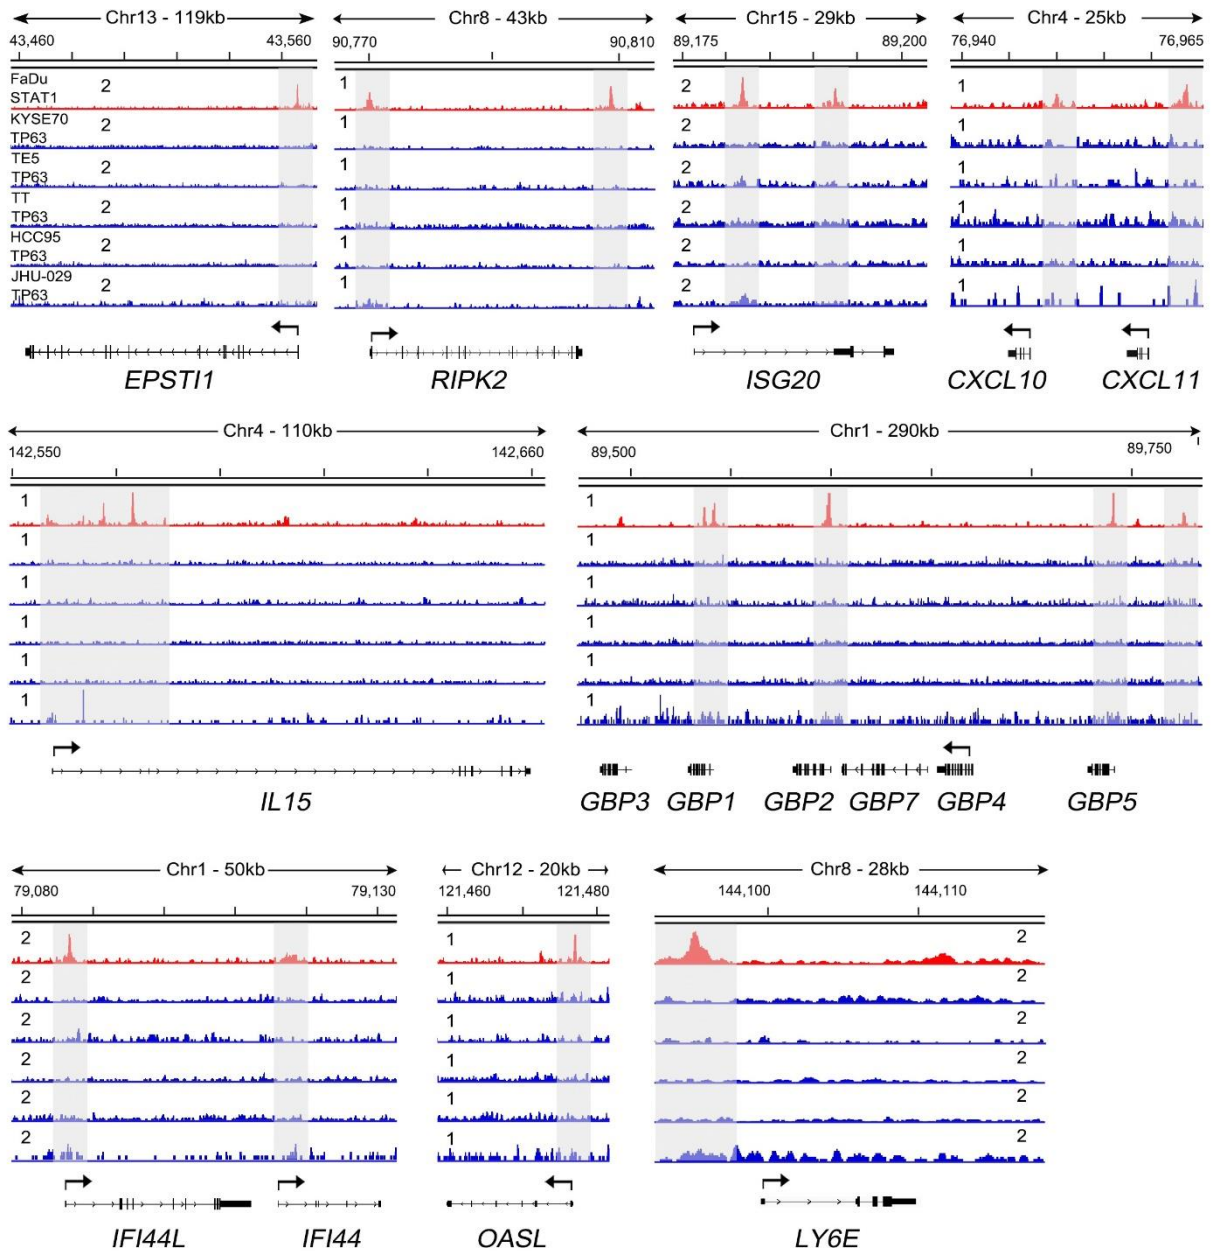 Chr13 - 119kb
Chr8 - 43kb
Chr15 - 29kb
Chr4 - 25kb
43,460 43,560
90,770 90,810
89,175 89,200
76,940 76,965
FaDu
STAT1
2 1 2 1
KYSE70
TP63
2 1 2 1
TE5
TP63
2 1 2 1
TT
TP63
2 1 2 1
HCC95
TP63
2 1 2 1
JHU-029
TP63
2 1 2 1
EPSTI1
RIPK2
ISG20
CXCL10 CXCL11
Chr4 - 110kb
Chr1 - 290kb
142,550 142,660
89,500 89,750
1 1
1 1
1 1
1 1
1 1
1 1
IL15
GBP3 GBP1 GBP2 GBP7 GBP4 GBP5
Chr1 - 50kb
Chr12 - 20kb
Chr8 - 28kb
79,080 79,130
121,460 121,480
144,100 144,110
2 1 2
2 1 2
2 1 2
2 1 2
2 1 2
2 1 2
IFI44L IFI44
OASL
LY6E